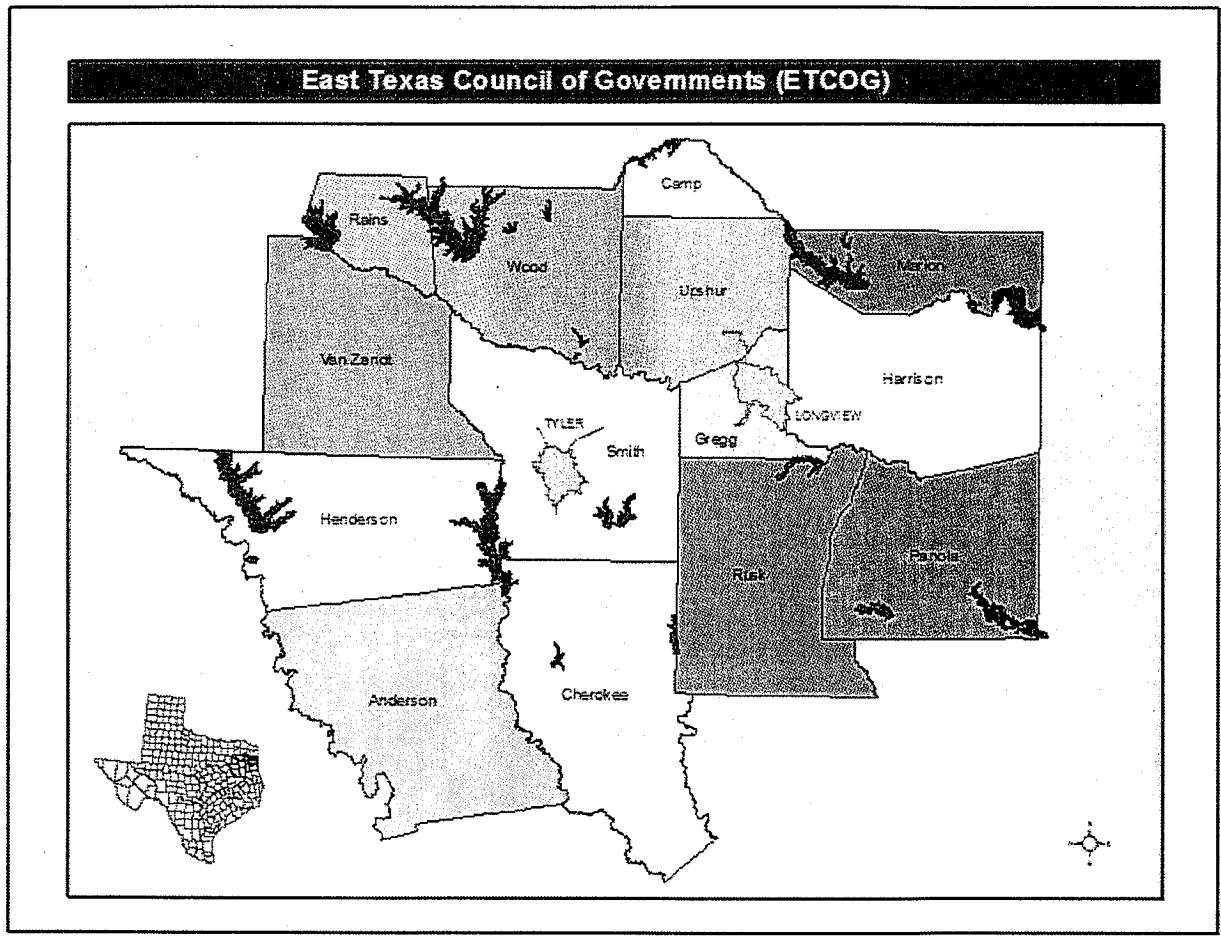 East Texas Council of Governments (ETCOG)
Camp
Rains
Wood
Marion
Upshur
Van Zandt
Harrison
LONGVIEW
TYLER
Gregg
Smith
Henderson
Panola
Rusk
Cherokee
Anderson